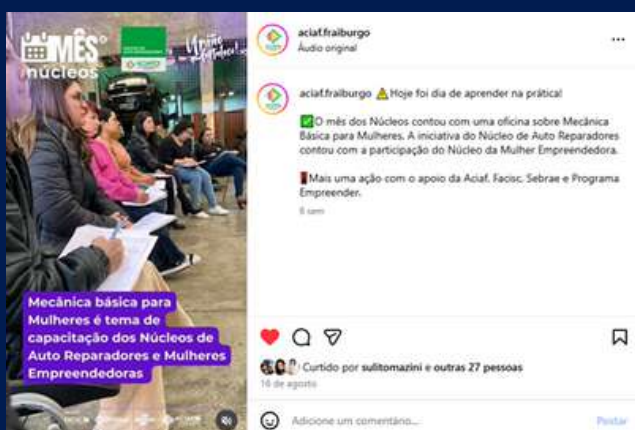 MÊS
núcleos
União
Mecânica básica para
Mulheres é tema de
capacitação dos Núcleos de
Auto Reparadores e Mulheres
Empreendedoras
aciaf.fraiburgo
Áudio original
aciaf.fraiburgo ⚠️Hoje foi dia de aprender na prática!
✅O mês dos Núcleos contou com uma oficina sobre Mecânica
Básica para Mulheres. A iniciativa do Núcleo de Auto Reparadores
contou com a participação do Núcleo da Mulher Empreendedora.
Mais uma ação com o apoio da Aciaf, Facisc, Sebrae e Programa
Empreender.
6 sem
Curtido por sulitomazini e outras 27 pessoas
16 de agosto
Adicione um comentário...
Postar